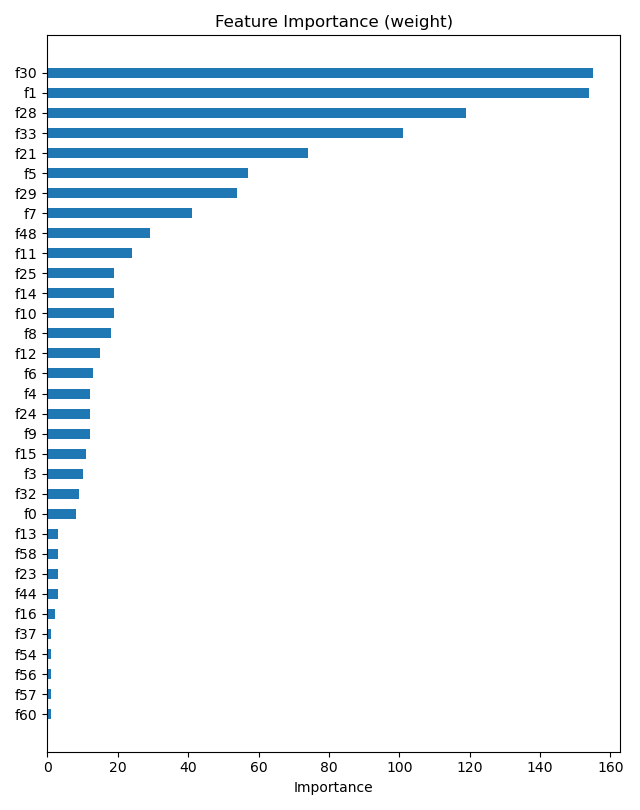 Feature Importance (weight)
f30
f1
f28
f33
f21
f5
f29
f7
f48
f11
f25
f14
f10
f8
f12
f6
f4
f24
f9
f15
f3
f32
f0
f13
f58
f23
f44
f16
f37
f54
f56
f57
f60
0 20 40 60 80 100 120 140 160
Importance